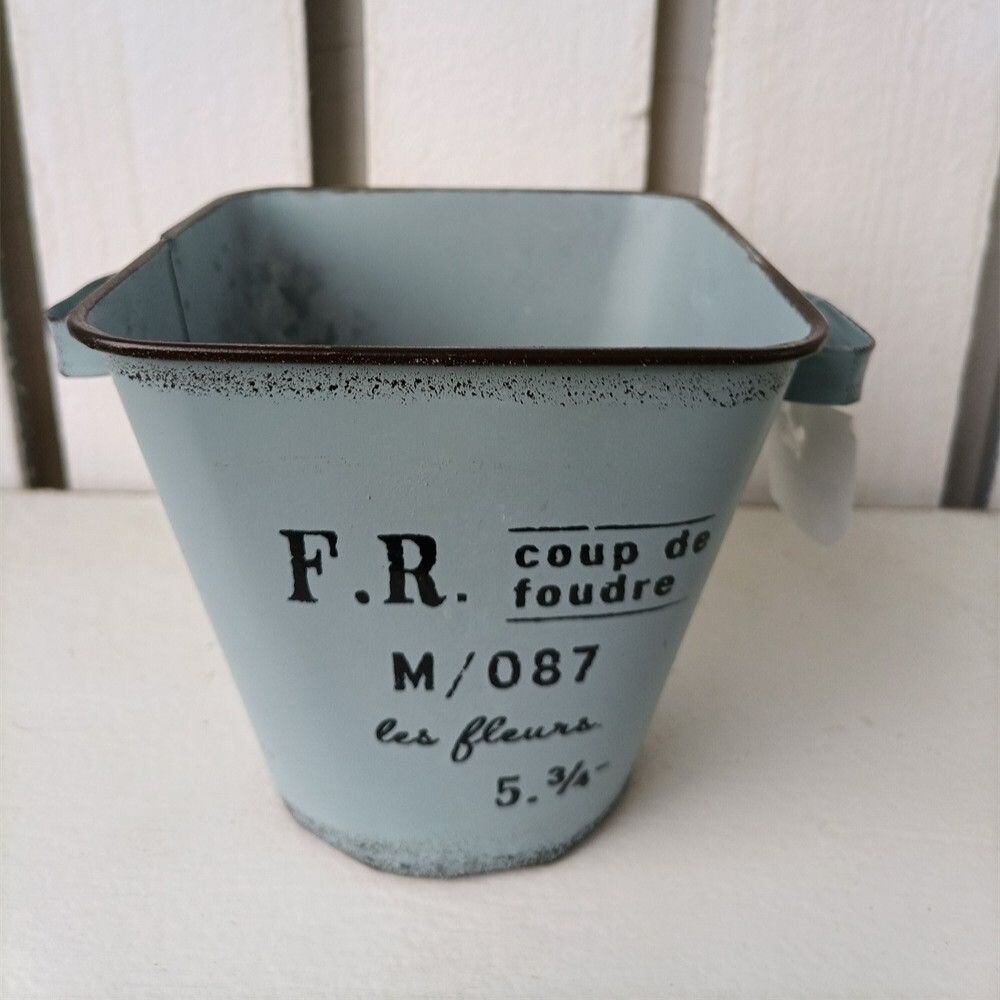 F.R. coup de
foudre
M/087
les fleurs
5.¾-